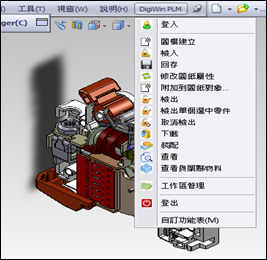 工具(T) 視窗(W) 說明(H) DigiWin PLM
ger(C)
登入
圖檔建立
檢入
回存
修改圖紙屬性
附加到圖紙對象...
檢出
檢出單個選中零件
取消檢出
下載
裝配
查看
查看與關聯物料
工作區管理
登出
自訂功能表(M)